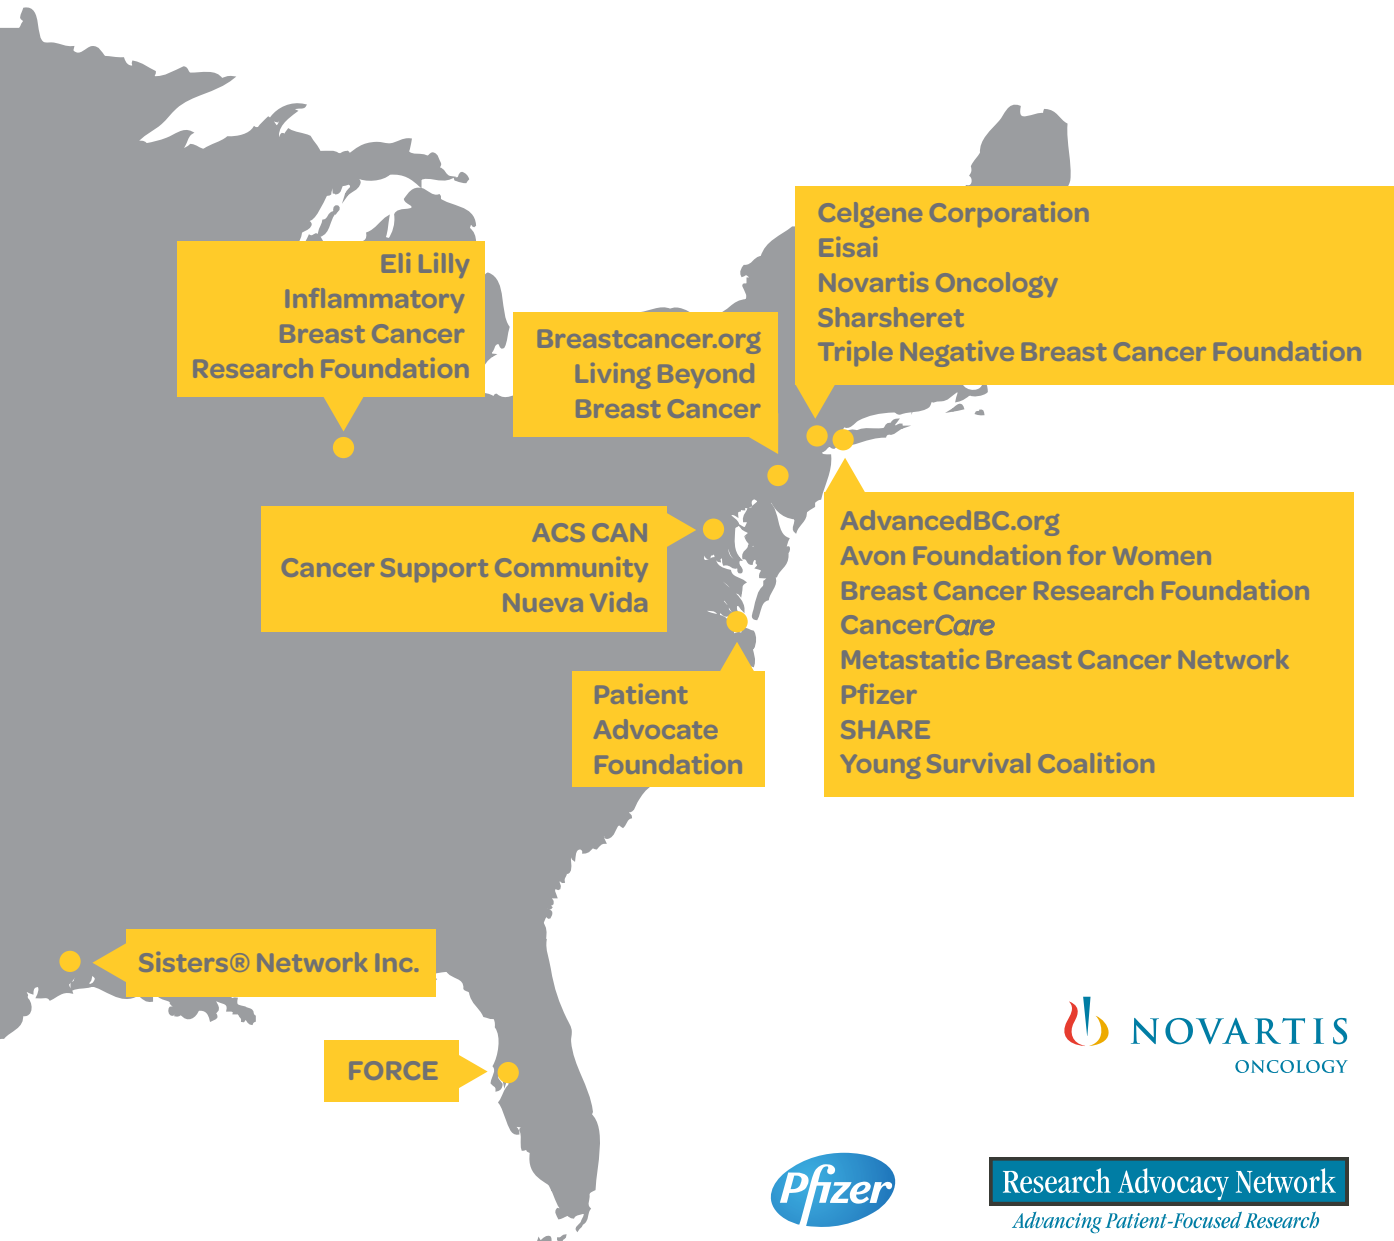 Celgene Corporation
Eisai
Novartis Oncology
Sharsheret
Triple Negative Breast Cancer Foundation
Eli Lilly
Inflammatory
Breast Cancer
Research Foundation
Breastcancer.org
Living Beyond
Breast Cancer
ACS CAN
Cancer Support Community
Nueva Vida
AdvancedBC.org
Avon Foundation for Women
Breast Cancer Research Foundation
CancerCare
Metastatic Breast Cancer Network
Pfizer
SHARE
Young Survival Coalition
Patient
Advocate
Foundation
Sisters® Network Inc.
FORCE
NOVARTIS
ONCOLOGY
Pfizer
Research Advocacy Network
Advancing Patient-Focused Research